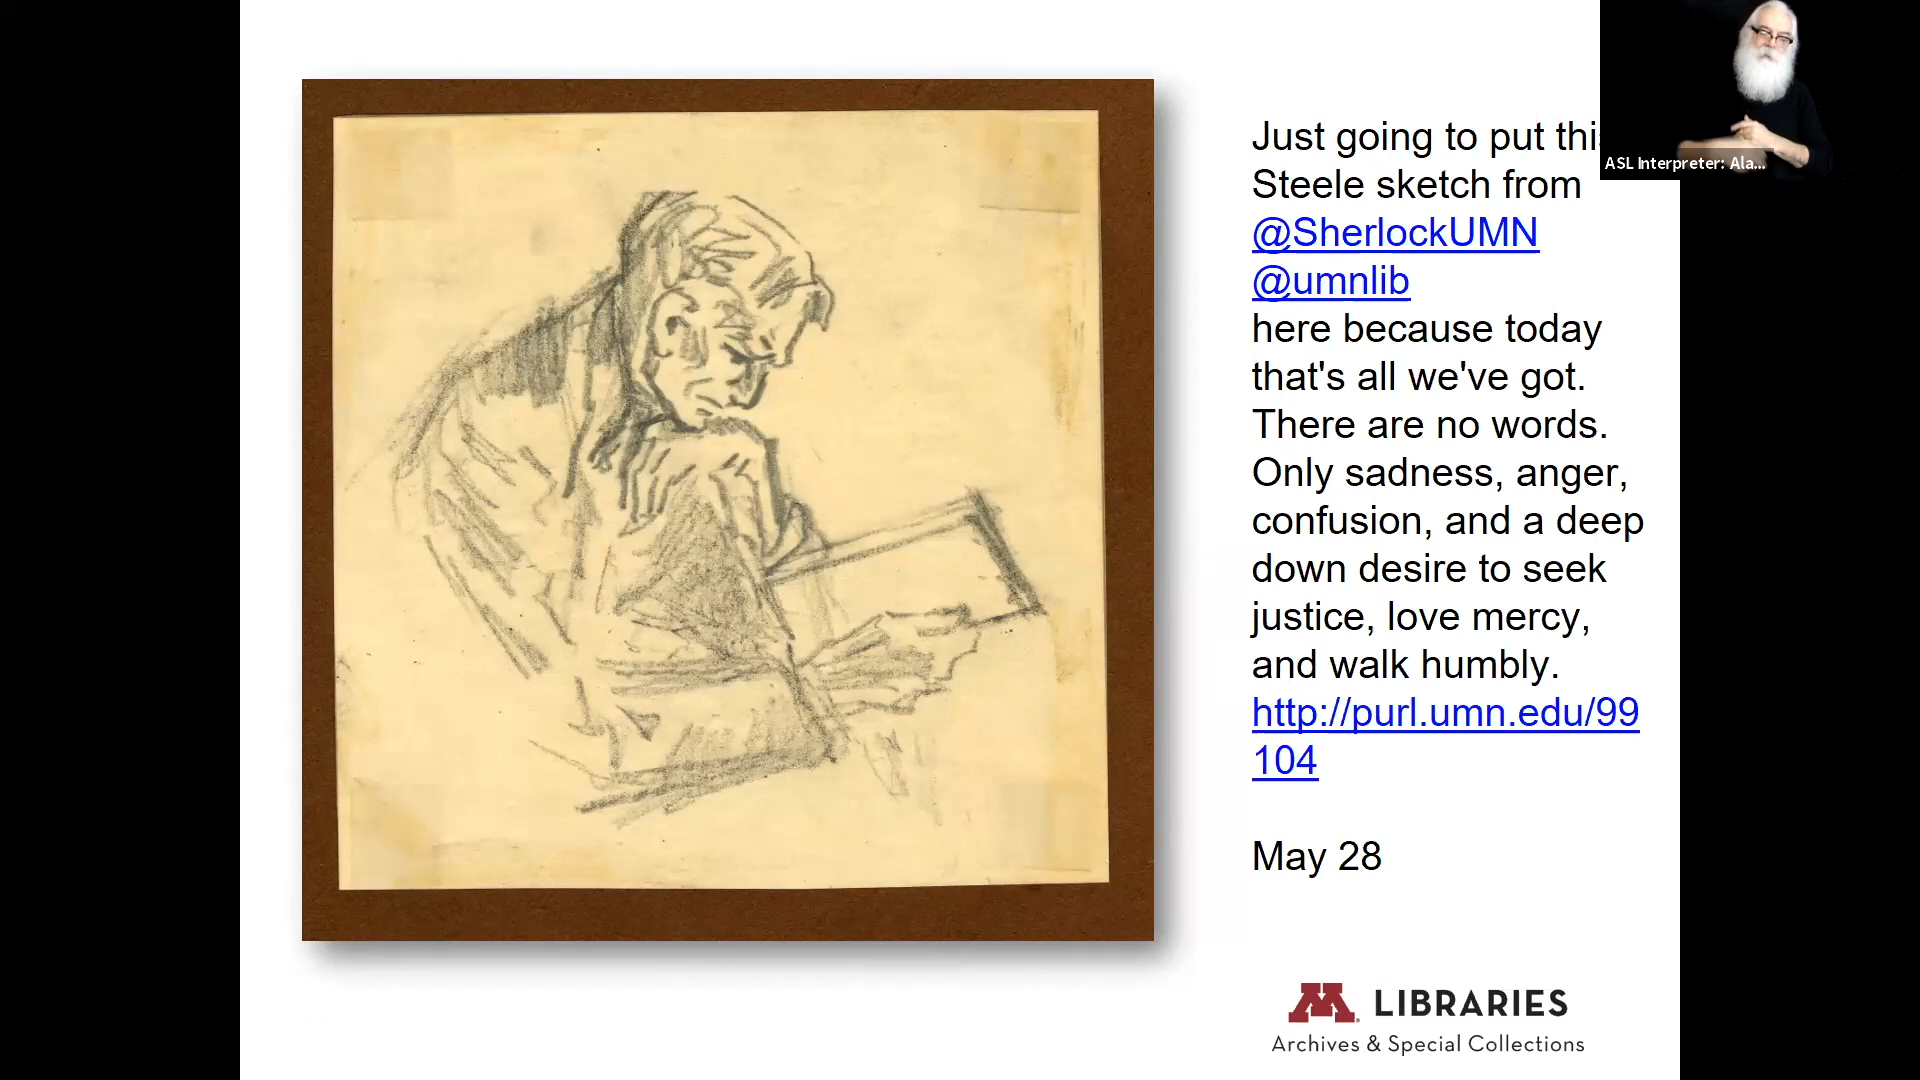 Just going to put this
Steele sketch from
@SherlockUMN
@umnlib
here because today
that's all we've got.
There are no words.
Only sadness, anger,
confusion, and a deep
down desire to seek
justice, love mercy,
and walk humbly.
http://purl.umn.edu/99
104
May 28
ASL Interpreter: Ala...
M LIBRARIES
Archives & Special Collections